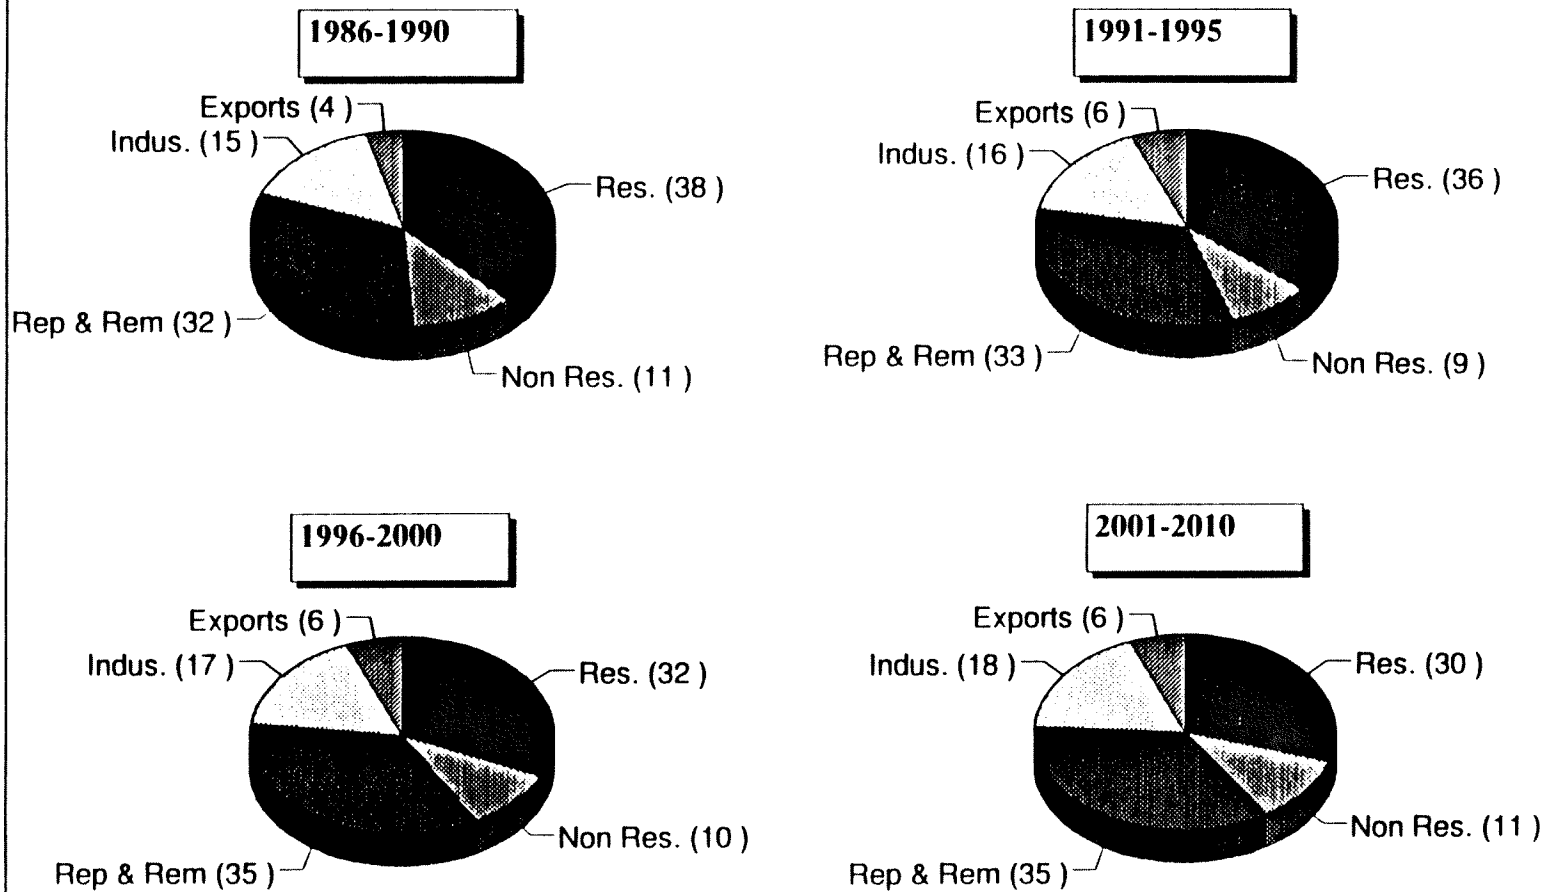 1986-1990
Exports (4 )
Indus. (15 )
Res. (38 )
Rep & Rem (32 )
Non Res. (11 )
1991-1995
Exports (6 )
Indus. (16 )
Res. (36 )
Rep & Rem (33 )
Non Res. (9 )
1996-2000
Exports (6 )
Indus. (17 )
Res. (32 )
Non Res. (10 )
Rep & Rem (35 )
2001-2010
Exports (6 )
Indus. (18 )
Res. (30 )
Non Res. (11 )
Rep & Rem (35 )